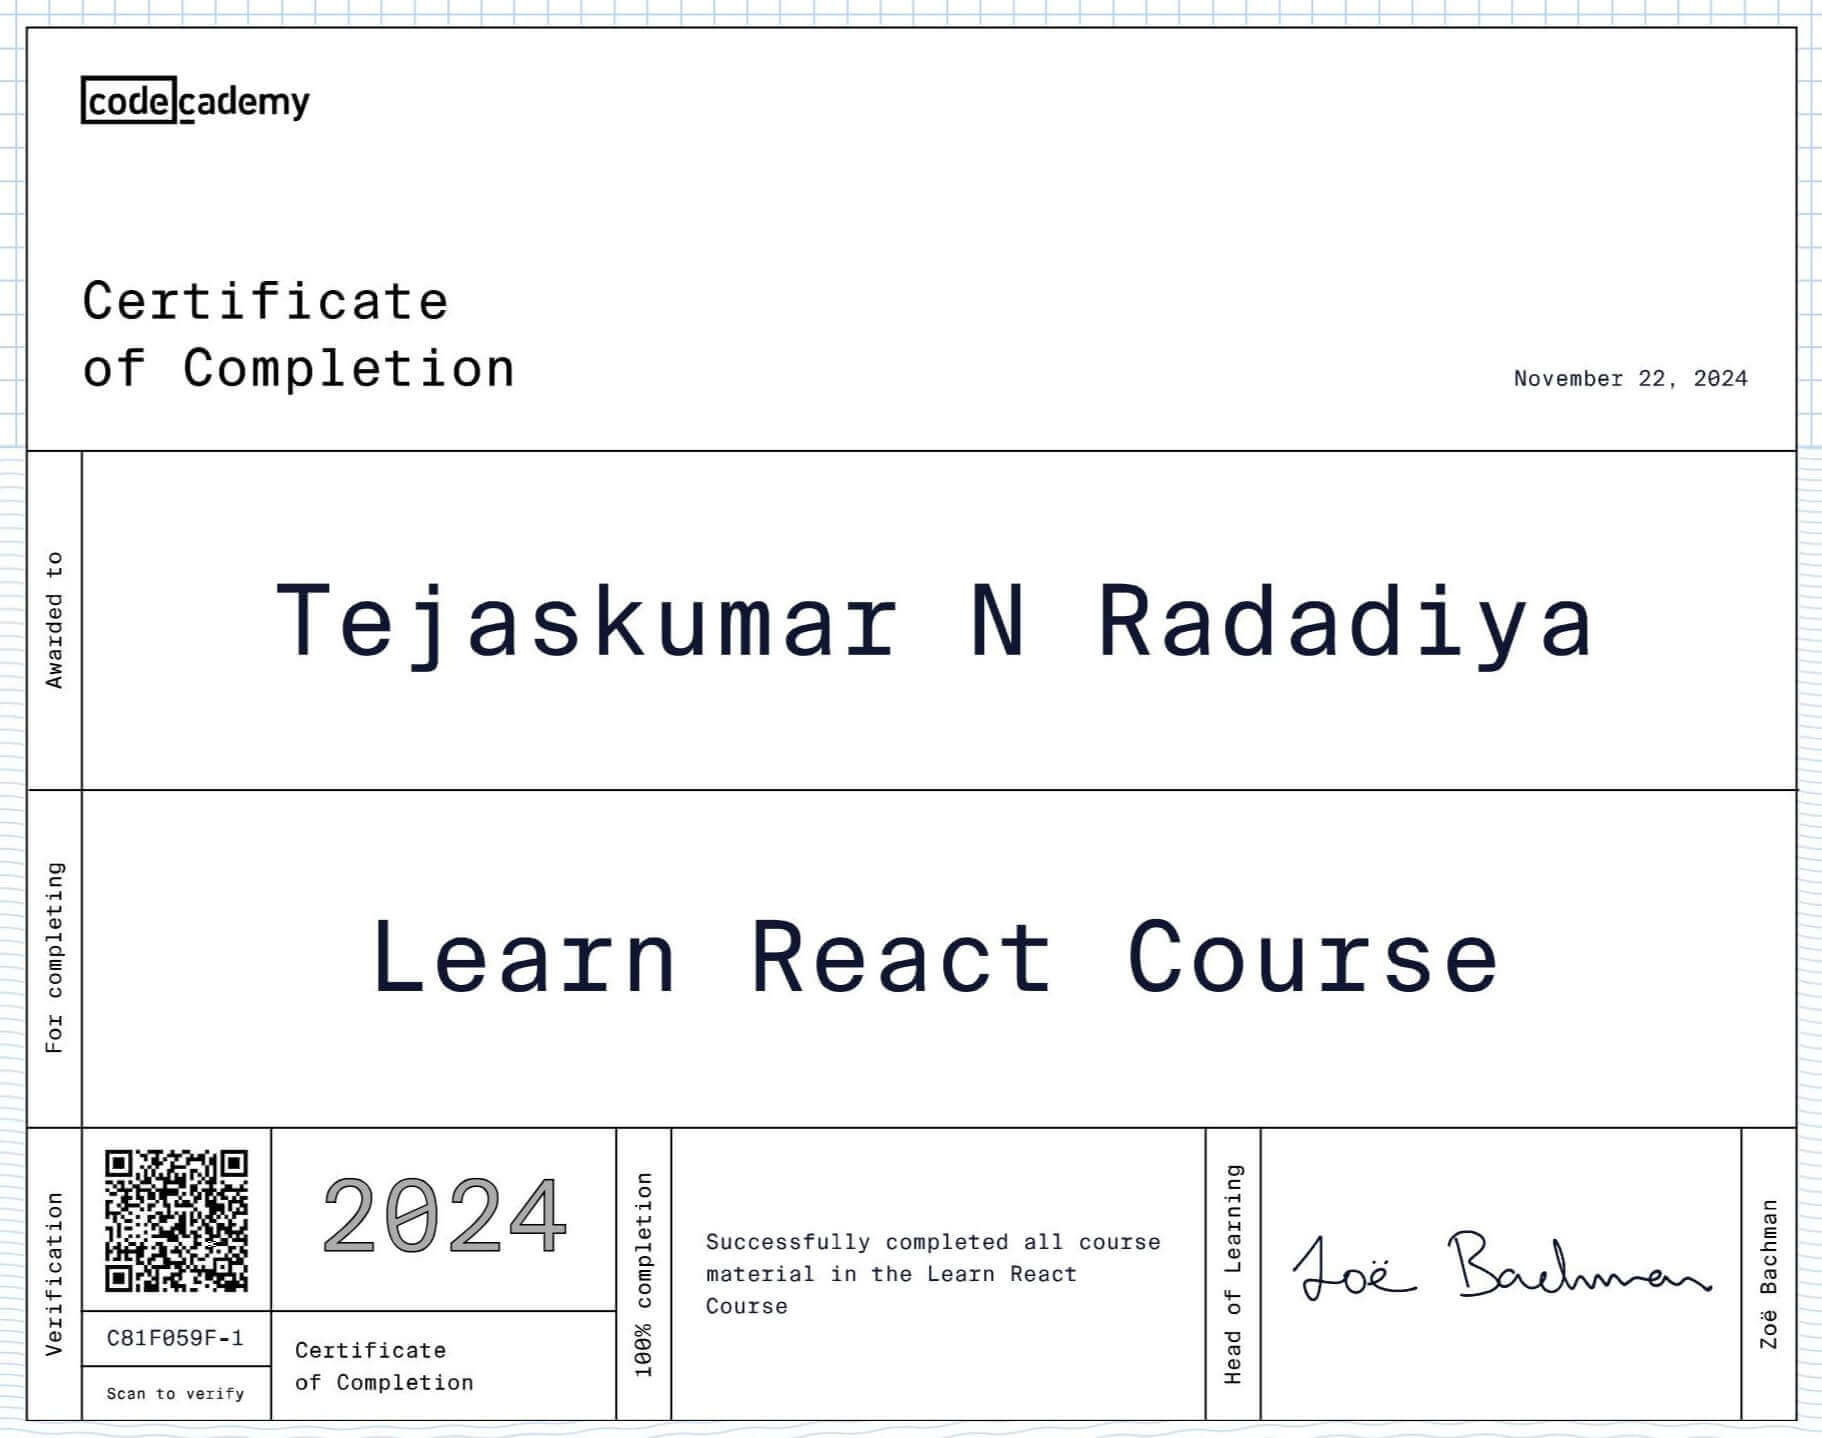 codecademy
Certificate
of Completion
November 22, 2024
Awarded to
Tejaskumar N Radadiya
For completing
Learn React Course
Verification
C81F059F-1
Scan to verify
2024
Certificate
of Completion
100% completion
Successfully completed all course
material in the Learn React
Course
Head of Learning
Zoë Bachman
Zoë Bachman